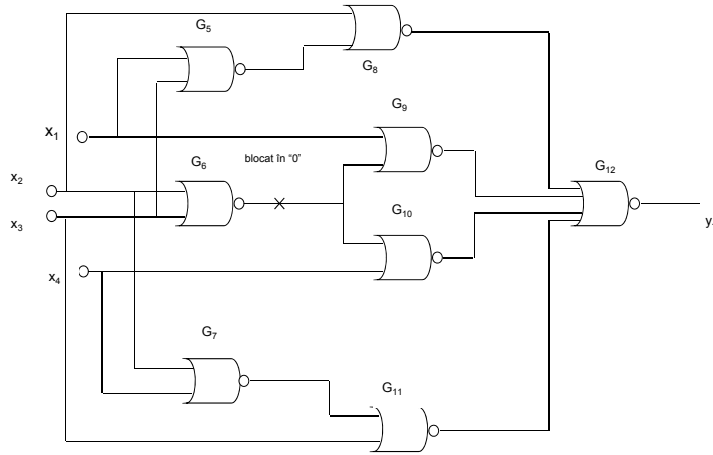 G5
G8
G9
x1
G6
blocat în “0”
G12
x2
G10
x3
y.
x4
G7
G11